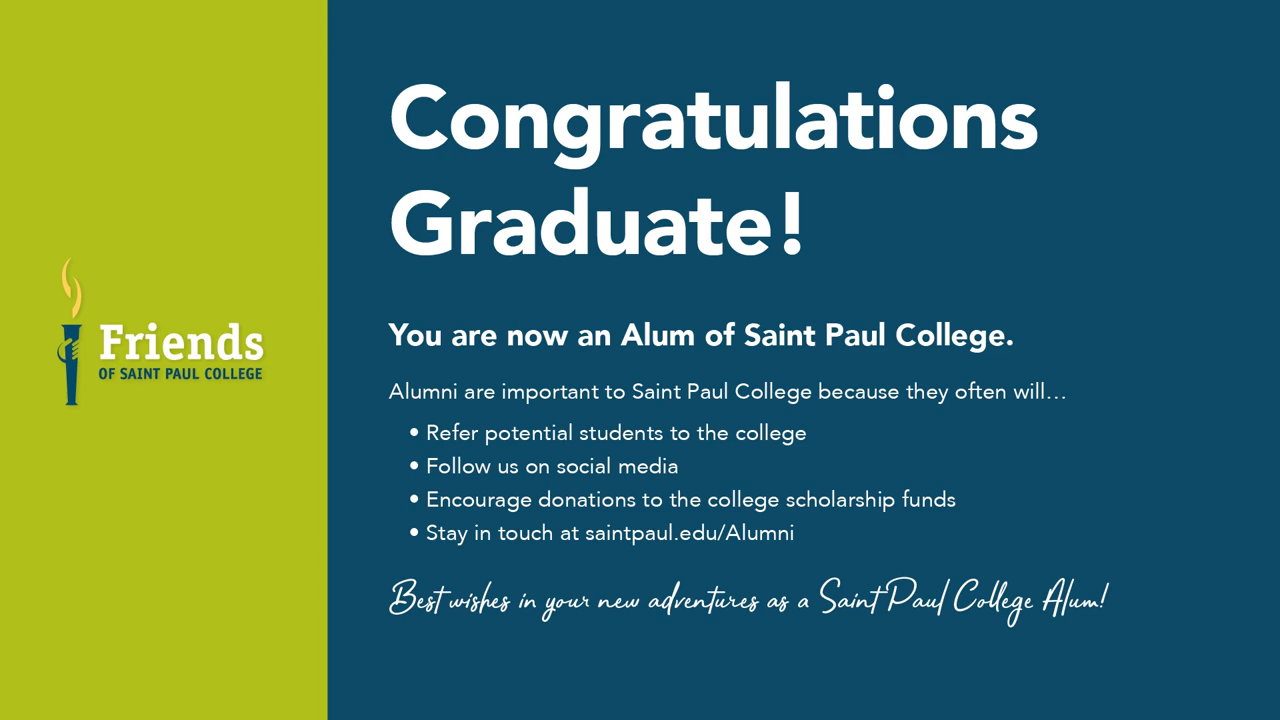 Friends
OF SAINT PAUL COLLEGE
Congratulations
Graduate!
You are now an Alum of Saint Paul College.
Alumni are important to Saint Paul College because they often will…
• Refer potential students to the college
• Follow us on social media
• Encourage donations to the college scholarship funds
• Stay in touch at saintpaul.edu/Alumni
Best wishes in your new adventures as a Saint Paul College Alum!